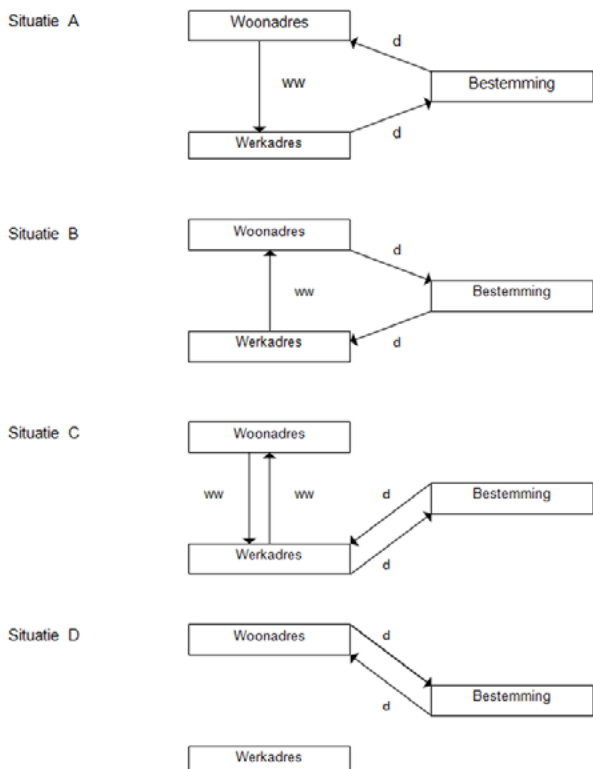 Situatie A
Woonadres
d
ww
Bestemming
d
Werkadres
Situatie B
Woonadres
d
ww
Bestemming
Werkadres
d
Situatie C
Woonadres
ww
ww
d
Bestemming
Werkadres
d
Situatie D
Woonadres
d
Bestemming
d
Werkadres